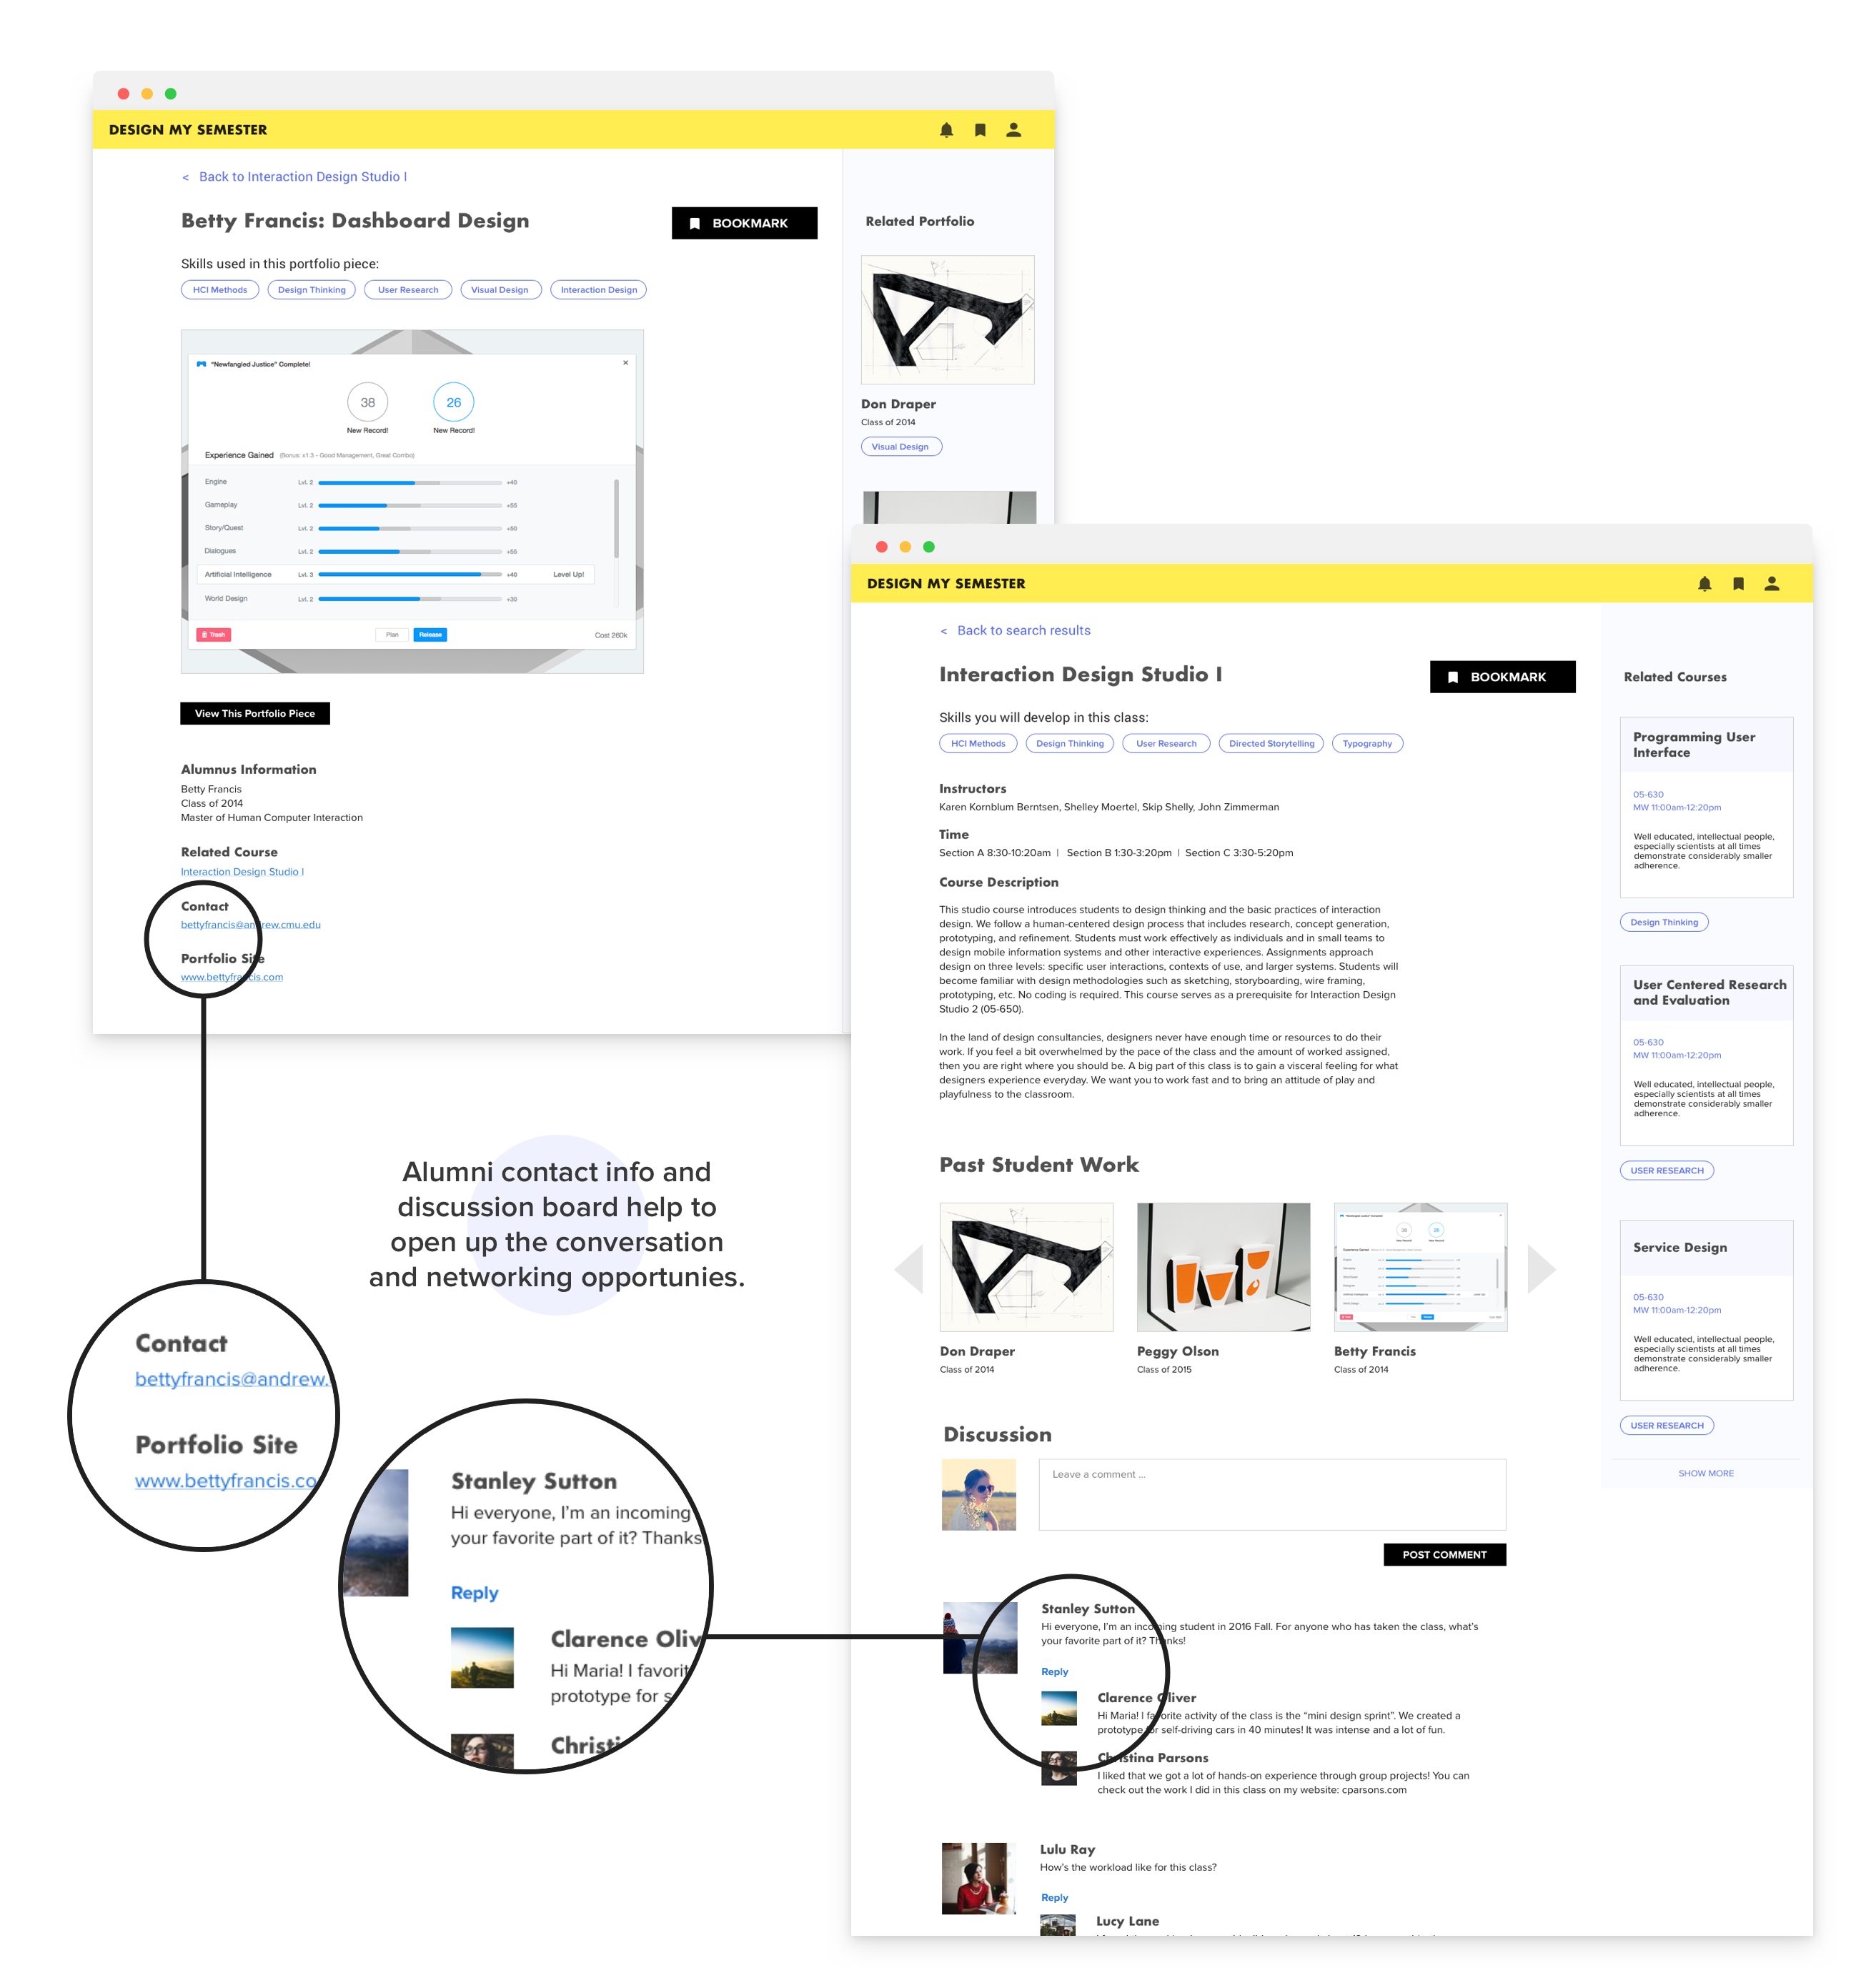 DESIGN MY SEMESTER
< Back to Interaction Design Studio I
Betty Francis: Dashboard Design
BOOKMARK
Skills used in this portfolio piece:
HCI Methods
Design Thinking
User Research
Visual Design
Interaction Design
"Newfangled Justice" Complete!
38
26
New Record!
New Record!
Experience Gained (Bonus: x1.3 - Good Management, Great Combo)
Engine Lvl. 2 +40
Gameplay Lvl. 2 +55
Story/Quest Lvl. 2 +50
Dialogues Lvl. 2 +55
Artificial Intelligence Lvl. 3 +40 Level Up!
World Design Lvl. 2 +30
Trash
Plan
Release
Cost 260k
View This Portfolio Piece
Alumnus Information
Betty Francis
Class of 2014
Master of Human Computer Interaction
Related Course
Interaction Design Studio I
Contact
bettyfrancis@andrew.cmu.edu
Portfolio Site
www.bettyfrancis.com
Related Portfolio
Don Draper
Class of 2014
Visual Design
Alumni contact info and
discussion board help to
open up the conversation
and networking opportunies.
Contact
bettyfrancis@andrew.
Portfolio Site
www.bettyfrancis.co
Stanley Sutton
Hi everyone, I'm an incoming
your favorite part of it? Thanks
Reply
Clarence Oliv
Hi Maria! I favorit
prototype for s
Christi
DESIGN MY SEMESTER
< Back to search results
Interaction Design Studio I
BOOKMARK
Skills you will develop in this class:
HCI Methods
Design Thinking
User Research
Directed Storytelling
Typography
Instructors
Karen Kornblum Berntsen, Shelley Moertel, Skip Shelly, John Zimmerman
Time
Section A 8:30-10:20am | Section B 1:30-3:20pm | Section C 3:30-5:20pm
Course Description
This studio course introduces students to design thinking and the basic practices of interaction
design. We follow a human-centered design process that includes research, concept generation,
prototyping, and refinement. Students must work effectively as individuals and in small teams to
design mobile information systems and other interactive experiences. Assignments approach
design on three levels: specific user interactions, contexts of use, and larger systems. Students will
become familiar with design methodologies such as sketching, storyboarding, wire framing,
prototyping, etc. No coding is required. This course serves as a prerequisite for Interaction Design
Studio 2 (05-650).
In the land of design consultancies, designers never have enough time or resources to do their
work. If you feel a bit overwhelmed by the pace of the class and the amount of worked assigned,
then you are right where you should be. A big part of this class is to gain a visceral feeling for what
designers experience everyday. We want you to work fast and to bring an attitude of play and
playfulness to the classroom.
Past Student Work
Don Draper
Class of 2014
Peggy Olson
Class of 2015
Betty Francis
Class of 2014
Discussion
Leave a comment ...
POST COMMENT
Stanley Sutton
Hi everyone, I'm an incoming student in 2016 Fall. For anyone who has taken the class, what's
your favorite part of it? Thanks!
Reply
Clarence Oliver
Hi Maria! I favorite activity of the class is the "mini design sprint". We created a
prototype for self-driving cars in 40 minutes! It was intense and a lot of fun.
Christina Parsons
I liked that we got a lot of hands-on experience through group projects! You can
check out the work I did in this class on my website: cparsons.com
Lulu Ray
How's the workload like for this class?
Reply
Lucy Lane
Related Courses
Programming User
Interface
05-630
MW 11:00am-12:20pm
Well educated, intellectual people,
especially scientists at all times
demonstrate considerably smaller
adherence.
Design Thinking
User Centered Research
and Evaluation
05-630
MW 11:00am-12:20pm
Well educated, intellectual people,
especially scientists at all times
demonstrate considerably smaller
adherence.
USER RESEARCH
Service Design
05-630
MW 11:00am-12:20pm
Well educated, intellectual people,
especially scientists at all times
demonstrate considerably smaller
adherence.
USER RESEARCH
SHOW MORE